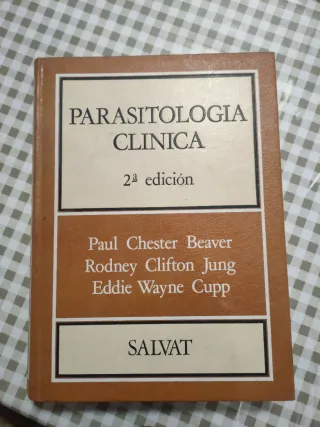 PARASITOLOGIA
CLINICA
2ª edición
Paul Chester Beaver
Rodney Clifton Jung
Eddie Wayne Cupp
SALVAT